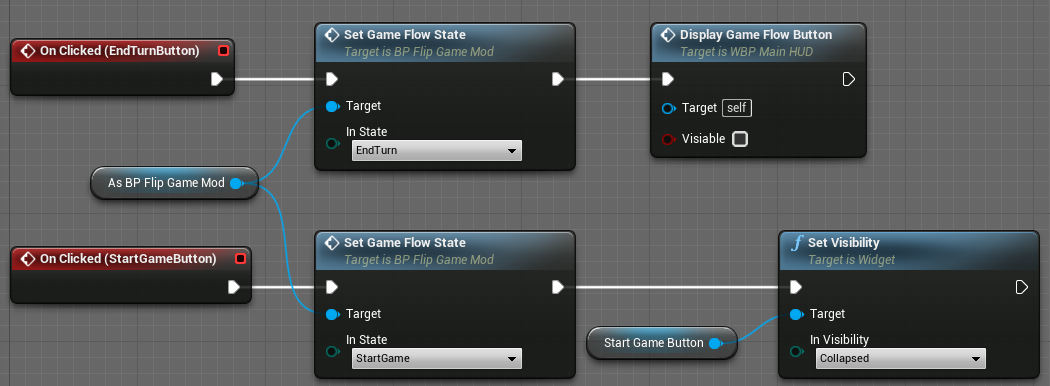 On Clicked (EndTurnButton)
Set Game Flow State
Target is BP Flip Game Mod
Target
In State
EndTurn
Display Game Flow Button
Target is WBP Main HUD
Target self
Visiable
As BP Flip Game Mod
On Clicked (StartGameButton)
Set Game Flow State
Target is BP Flip Game Mod
Target
In State
StartGame
Start Game Button
Set Visibility
Target is Widget
Target
In Visibility
Collapsed